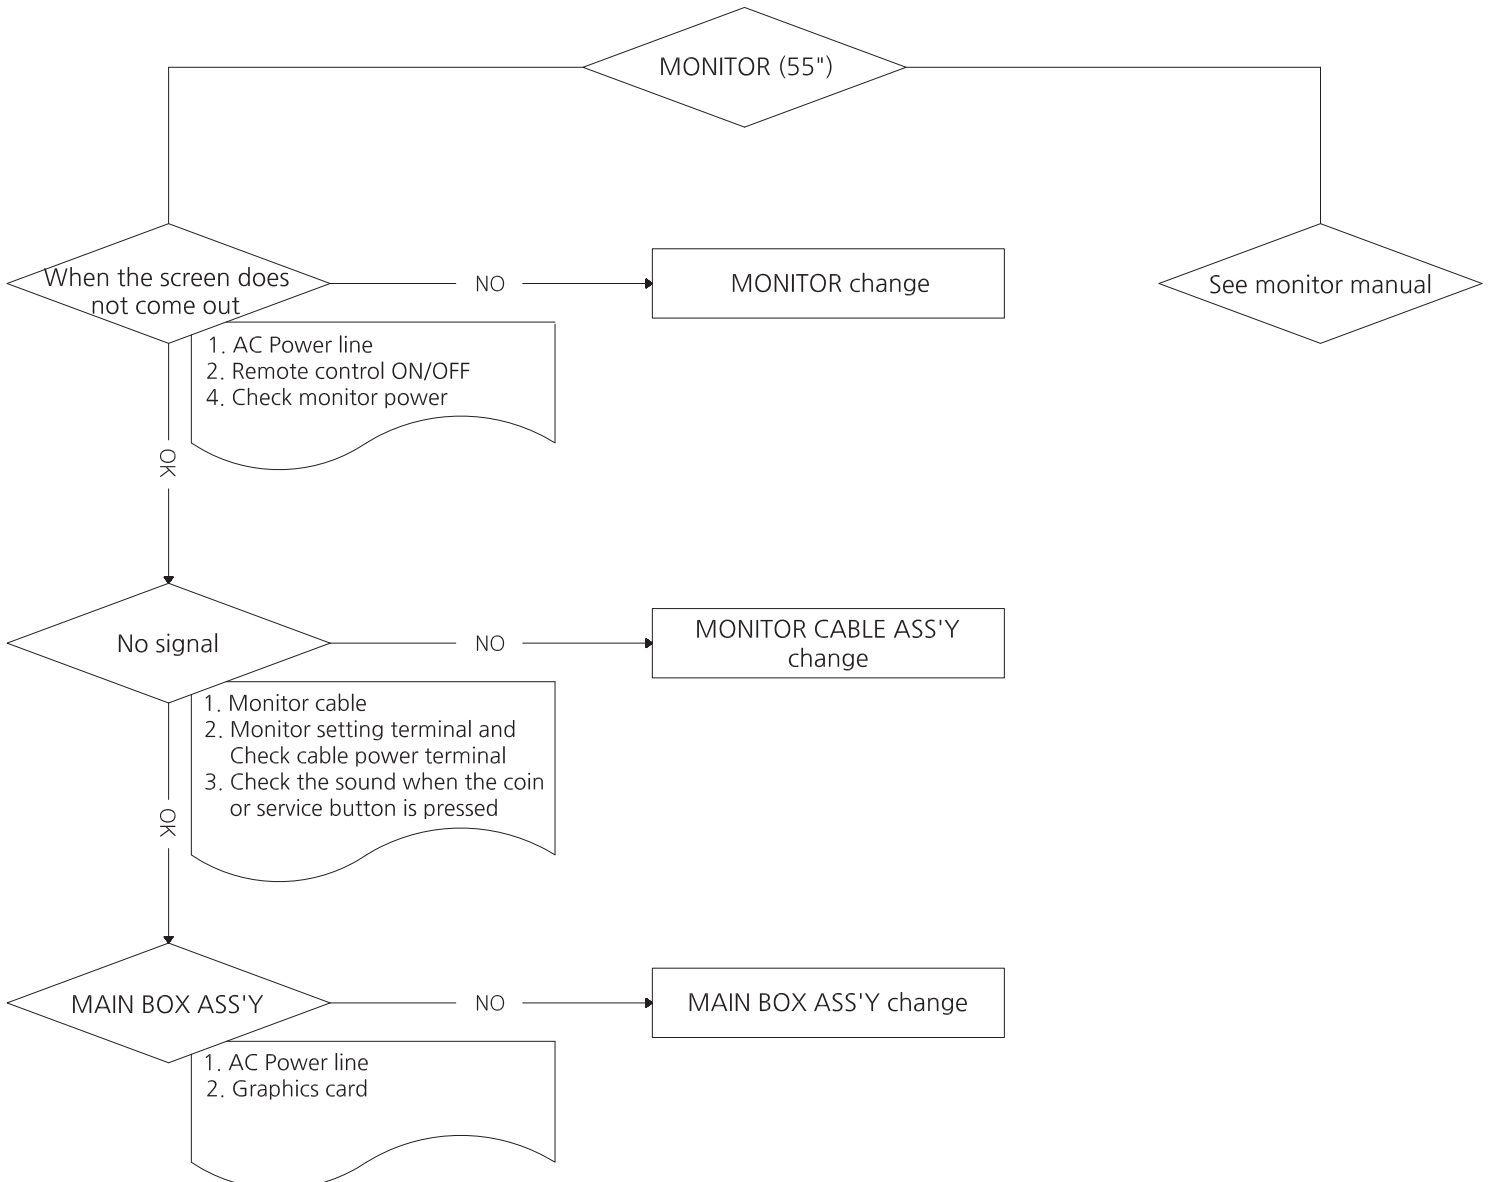 MONITOR (55")
When the screen does
not come out
NO
MONITOR change
See monitor manual
1. AC Power line
2. Remote control ON/OFF
4. Check monitor power
OK
No signal
NO
MONITOR CABLE ASS'Y
change
1. Monitor cable
2. Monitor setting terminal and
Check cable power terminal
3. Check the sound when the coin
or service button is pressed
OK
MAIN BOX ASS'Y
NO
MAIN BOX ASS'Y change
1. AC Power line
2. Graphics card